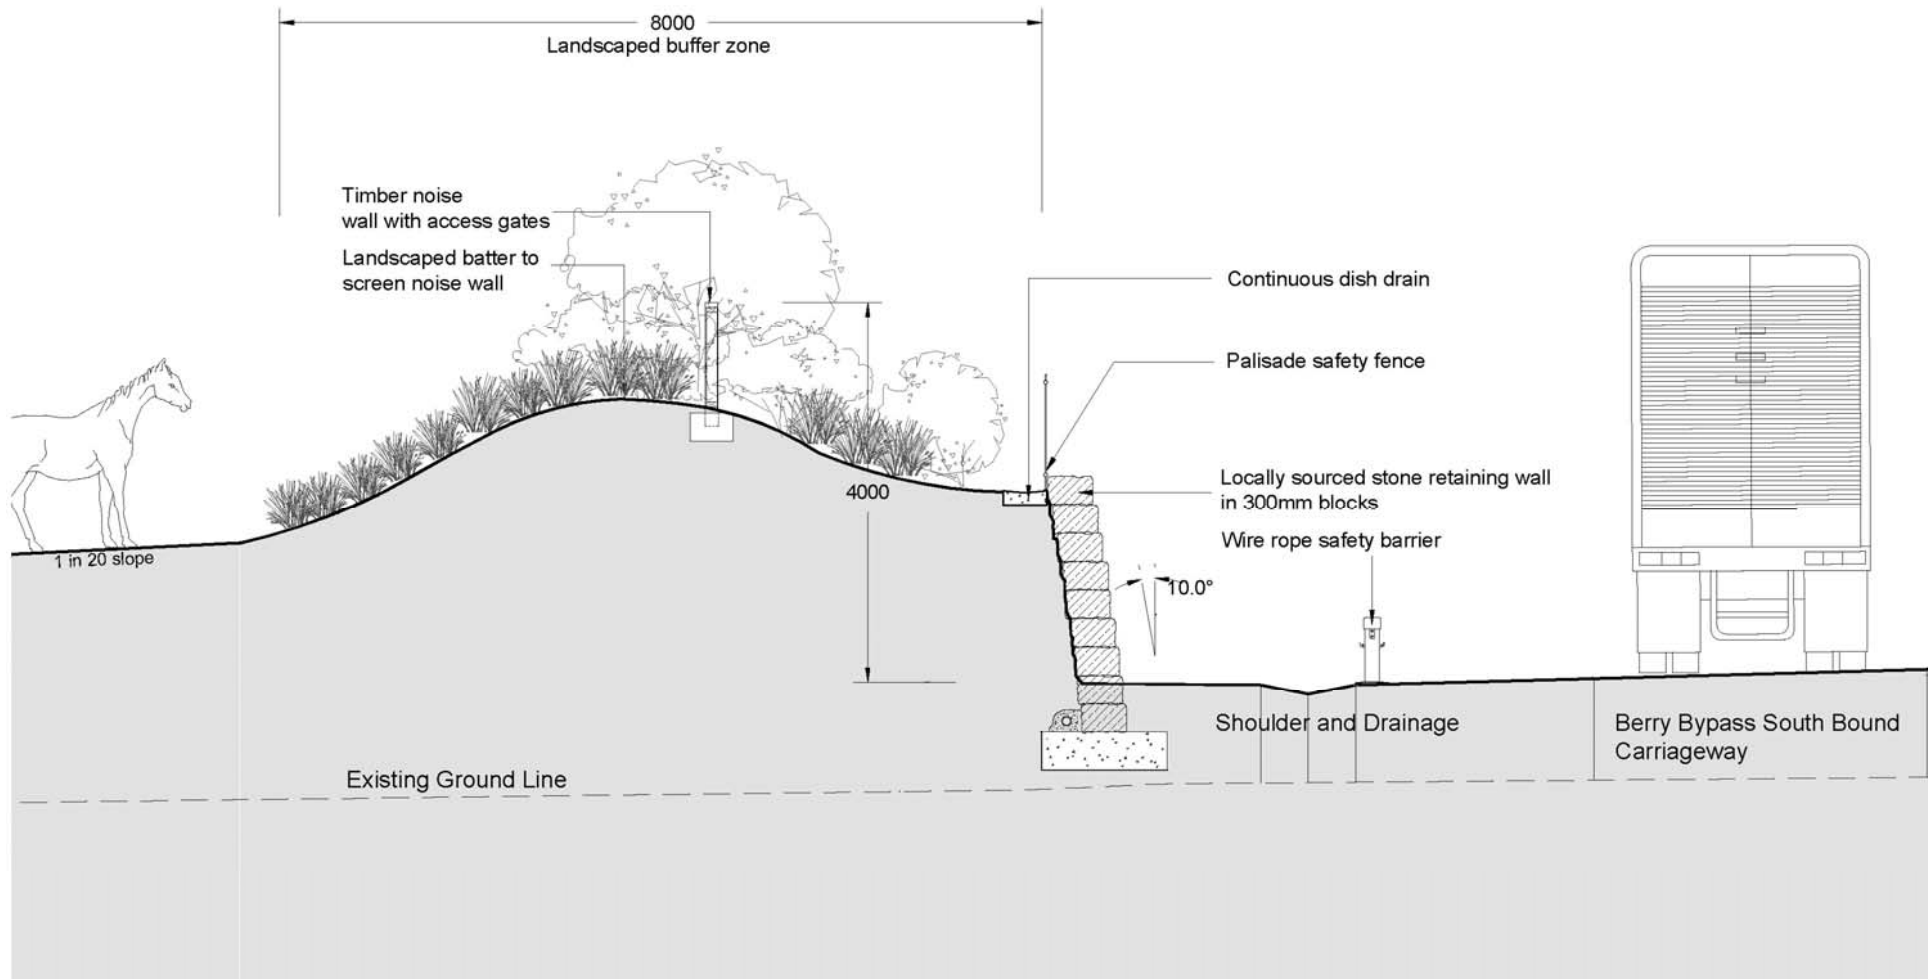 8000
Landscaped buffer zone
Timber noise
wall with access gates
Landscaped batter to
screen noise wall
Continuous dish drain
Palisade safety fence
Locally sourced stone retaining wall
in 300mm blocks
4000
Wire rope safety barrier
1 in 20 slope
10.0°
Shoulder and Drainage
Berry Bypass South Bound
Carriageway
Existing Ground Line